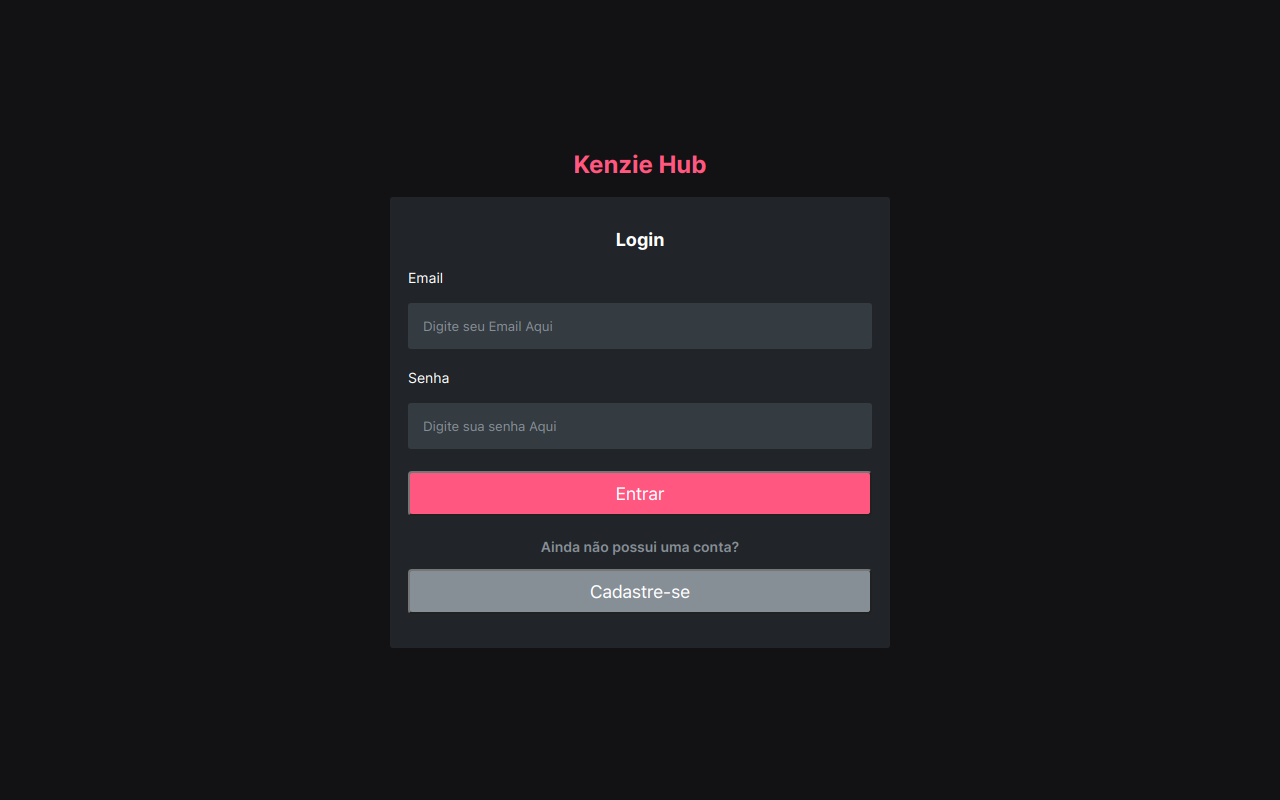 Kenzie Hub
Login
Email
Digite seu Email Aqui
Senha
Digite sua senha Aqui
Entrar
Ainda não possui uma conta?
Cadastre-se